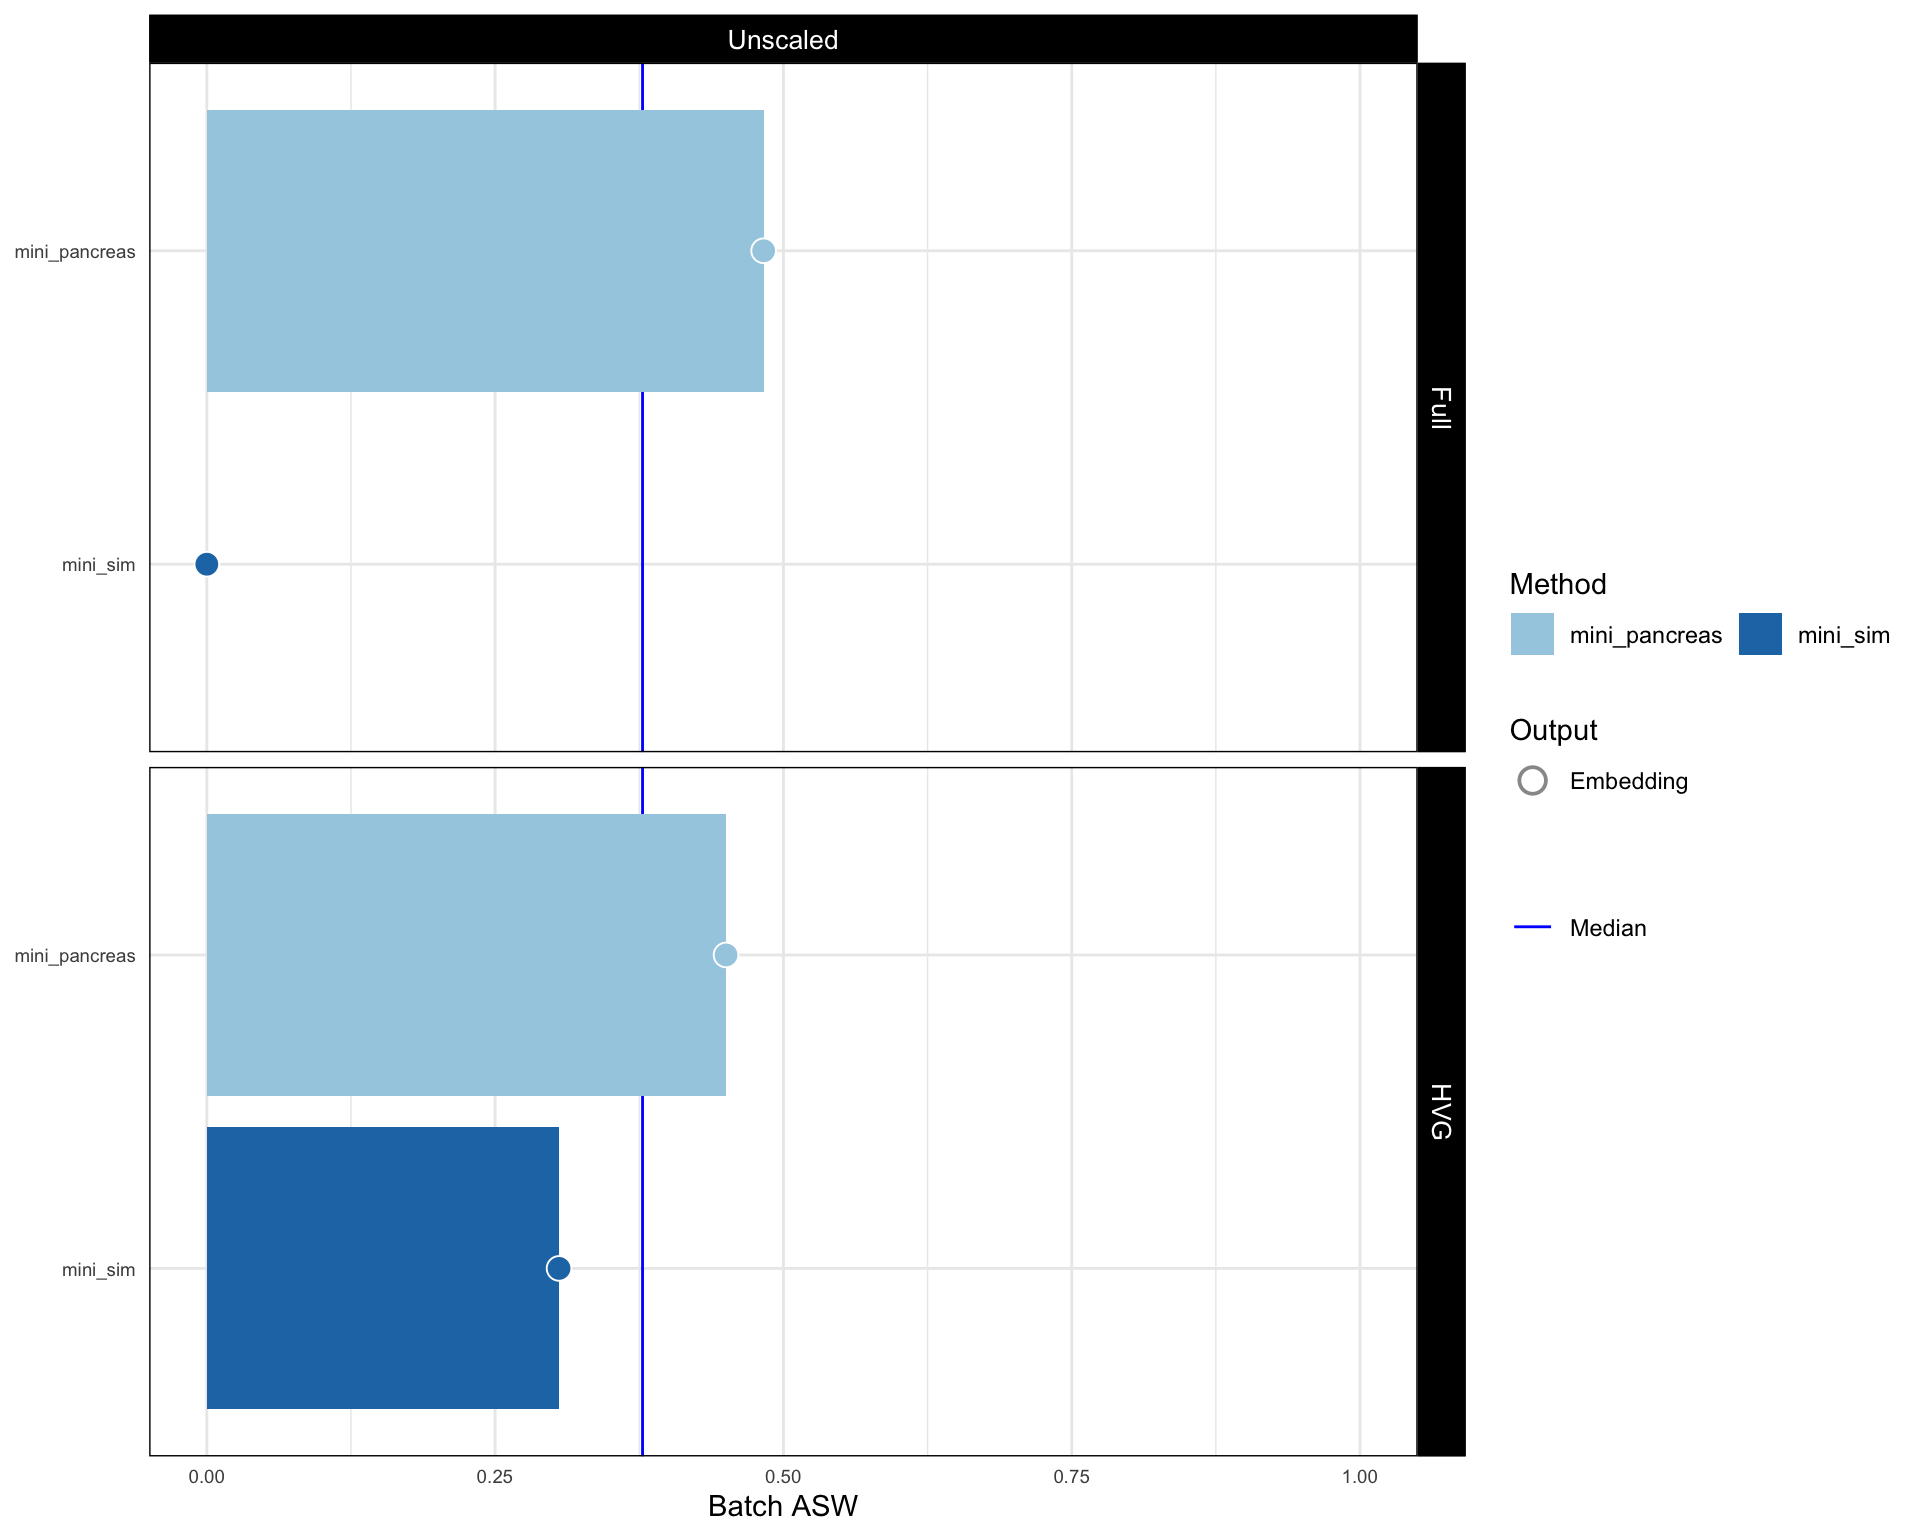 Unscaled
mini_pancreas
mini_sim
Full
mini_pancreas
mini_sim
HVG
0.00 0.25 0.50 0.75 1.00
Batch ASW
Method
mini_pancreas mini_sim
Output
Embedding
Median